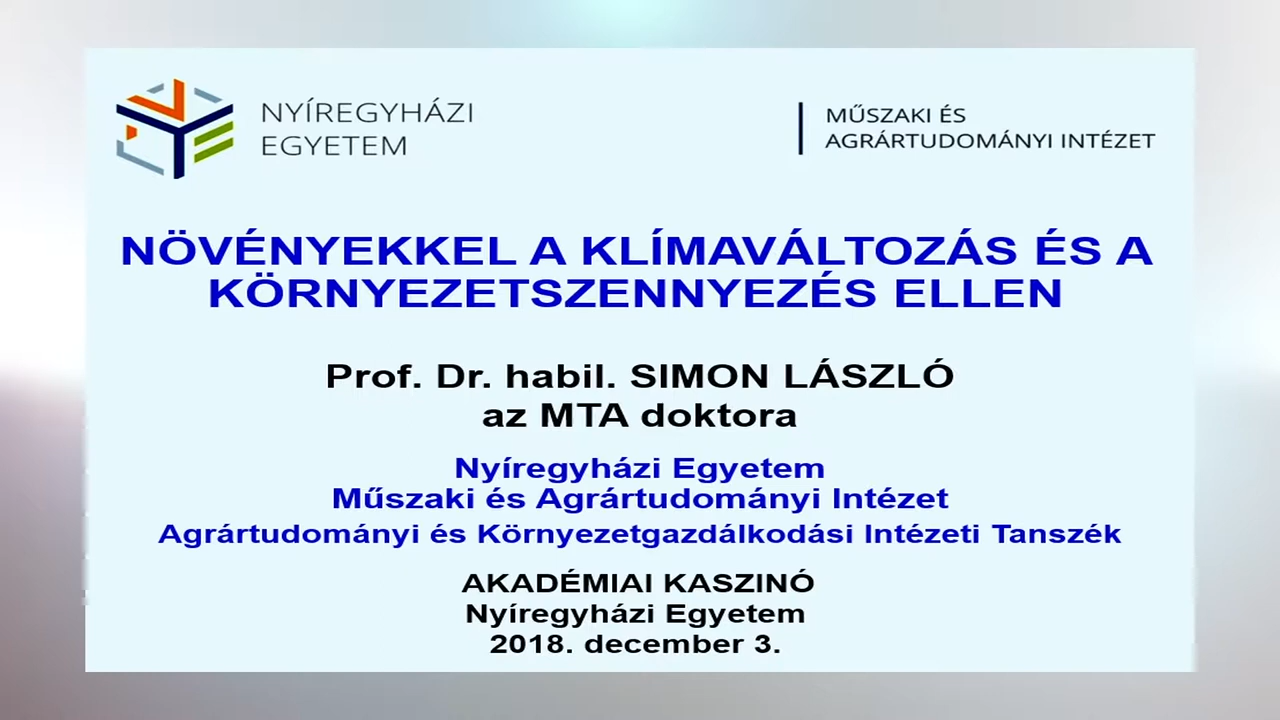 NYÍREGYHÁZI
EGYETEM
MŰSZAKI ÉS
AGRÁRTUDOMÁNYI INTÉZET
NÖVÉNYEKKEL A KLÍMAVÁLTOZÁS ÉS A
KÖRNYEZETSZENNYEZÉS ELLEN
Prof. Dr. habil. SIMON LÁSZLÓ
az MTA doktora
Nyíregyházi Egyetem
Műszaki és Agrártudományi Intézet
Agrártudományi és Környezetgazdálkodási Intézeti Tanszék
AKADÉMIAI KASZINÓ
Nyíregyházi Egyetem
2018. december 3.